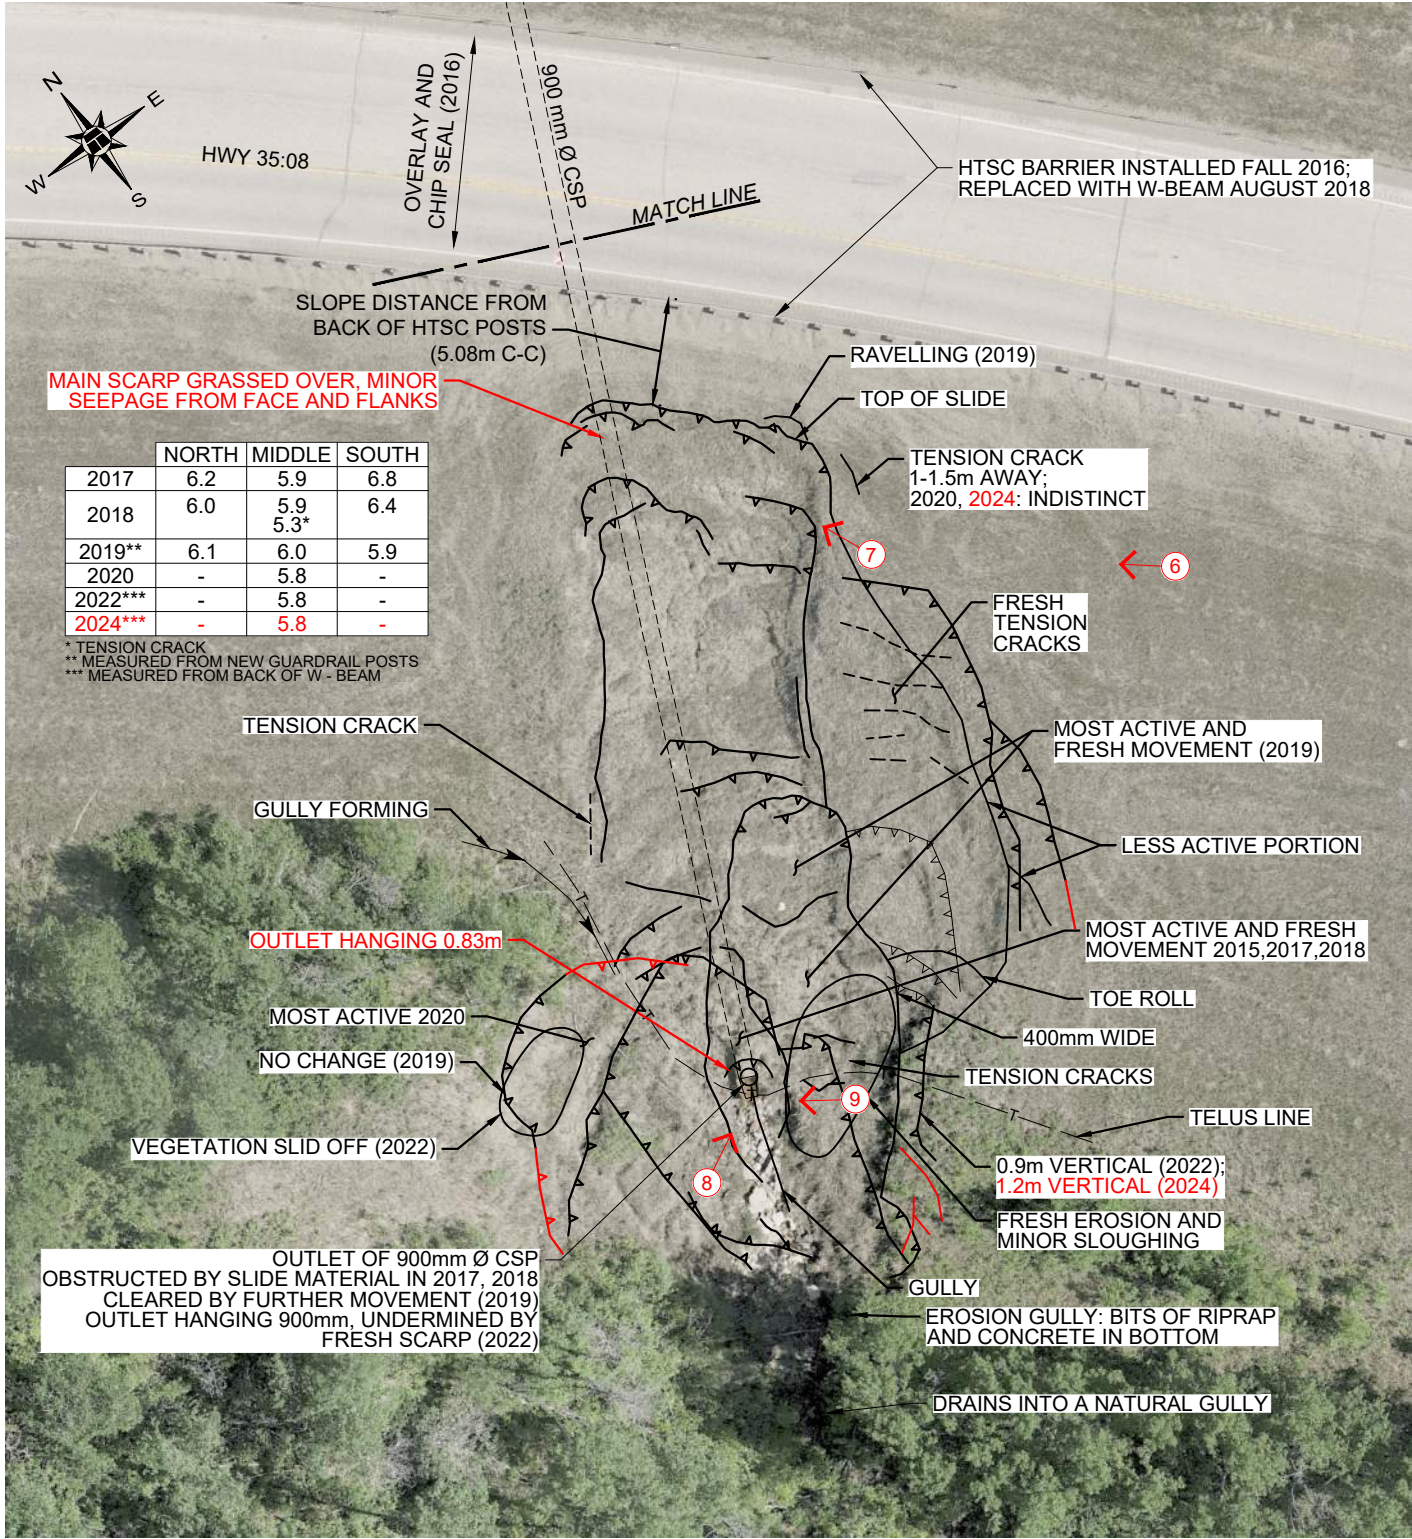 N
E
W
S
HWY 35:08
OVERLAY AND
CHIP SEAL (2016)
900 mm Ø CSP
MATCH LINE
HTSC BARRIER INSTALLED FALL 2016;
REPLACED WITH W-BEAM AUGUST 2018
SLOPE DISTANCE FROM
BACK OF HTSC POSTS
(5.08m C-C)
RAVELLING (2019)
TOP OF SLIDE
MAIN SCARP GRASSED OVER, MINOR
SEEPAGE FROM FACE AND FLANKS
TENSION CRACK
1-1.5m AWAY;
2020, 2024: INDISTINCT
NORTH MIDDLE SOUTH
2017 6.2 5.9 6.8
2018 6.0 5.9 6.4
5.3*
2019** 6.1 6.0 5.9
2020 - 5.8 -
2022*** - 5.8 -
2024*** - 5.8 -
* TENSION CRACK
** MEASURED FROM NEW GUARDRAIL POSTS
*** MEASURED FROM BACK OF W - BEAM
7
6
FRESH
TENSION
CRACKS
TENSION CRACK
MOST ACTIVE AND
FRESH MOVEMENT (2019)
GULLY FORMING
LESS ACTIVE PORTION
T
OUTLET HANGING 0.83m
MOST ACTIVE AND FRESH
MOVEMENT 2015,2017,2018
TOE ROLL
MOST ACTIVE 2020
T
400mm WIDE
NO CHANGE (2019)
TENSION CRACKS
9
T
TELUS LINE
VEGETATION SLID OFF (2022)
8
0.9m VERTICAL (2022);
1.2m VERTICAL (2024)
FRESH EROSION AND
MINOR SLOUGHING
OUTLET OF 900mm Ø CSP
OBSTRUCTED BY SLIDE MATERIAL IN 2017, 2018
CLEARED BY FURTHER MOVEMENT (2019)
OUTLET HANGING 900mm, UNDERMINED BY
FRESH SCARP (2022)
GULLY
EROSION GULLY: BITS OF RIPRAP
AND CONCRETE IN BOTTOM
DRAINS INTO A NATURAL GULLY